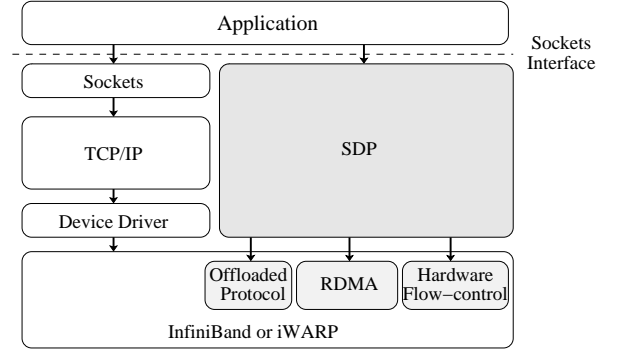 Application
Sockets
Interface
Sockets
SDP
TCP/IP
Device Driver
Offloaded
Protocol
RDMA
Hardware
Flow−control
InfiniBand or iWARP